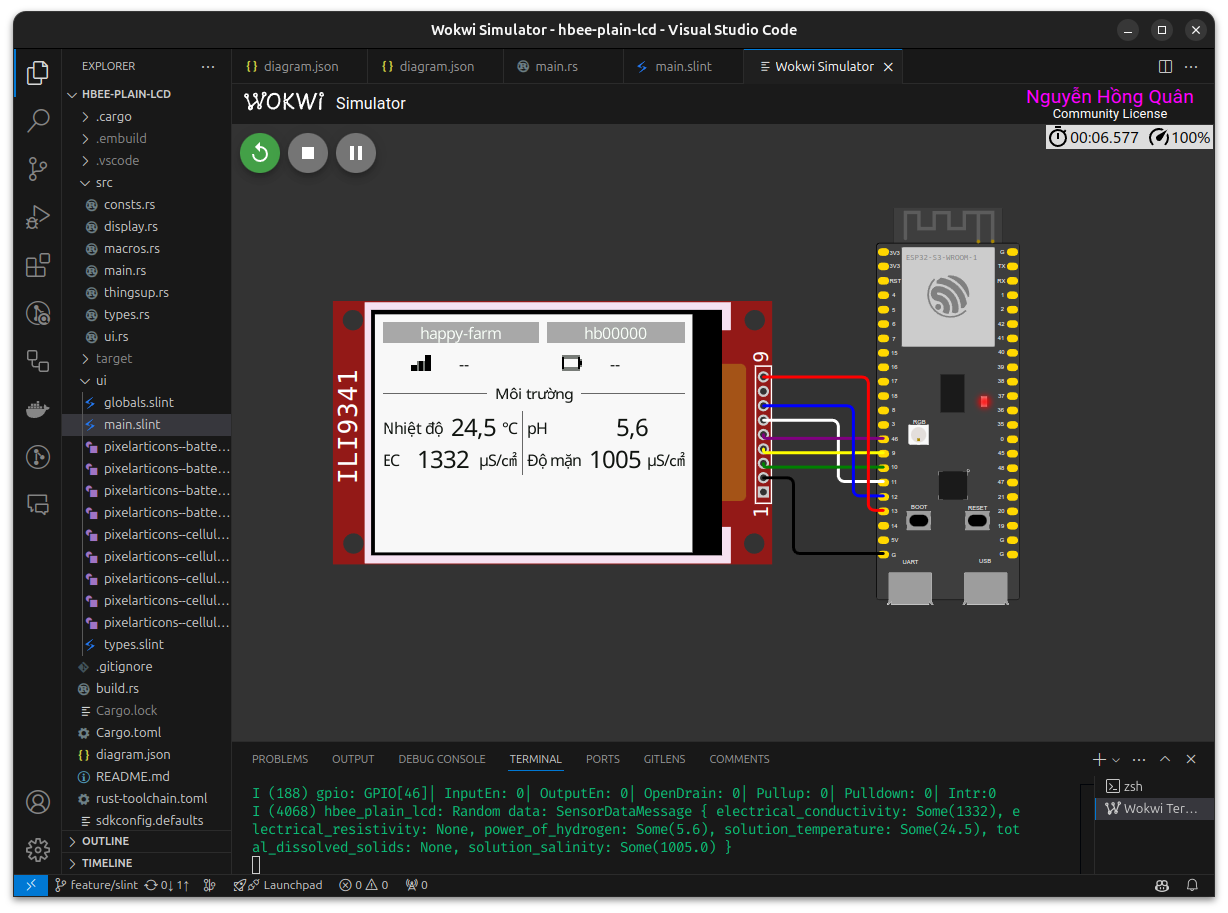 Wokwi Simulator - hbee-plain-lcd - Visual Studio Code
EXPLORER
HBEE-PLAIN-LCD
.cargo
.embuild
.vscode
src
consts.rs
display.rs
macros.rs
main.rs
thingsup.rs
types.rs
ui.rs
target
ui
globals.slint
main.slint
pixelarticons--batte...
pixelarticons--batte...
pixelarticons--batte...
pixelarticons--batte...
pixelarticons--cellul...
pixelarticons--cellul...
pixelarticons--cellul...
pixelarticons--cellul...
pixelarticons--cellul...
types.slint
.gitignore
build.rs
Cargo.lock
Cargo.toml
diagram.json
README.md
rust-toolchain.toml
sdkconfig.defaults
OUTLINE
TIMELINE
diagram.json
diagram.json
main.rs
main.slint
Wokwi Simulator
WOKWI Simulator
Nguyễn Hồng Quân
Community License
00:06.577 100%
ILI9341
happy-farm hb00000
-- --
Môi trường
Nhiệt độ 24,5 °C pH 5,6
EC 1332 µS/㎠ Độ mặn 1005 µS/㎠
9
1
ESP32-S3-WROOM-1
3V3
3V3
RST
4
5
6
7
15
16
17
18
8
3
46
9
10
11
12
13
14
5V
G
G
TX
RX
1
2
42
41
40
39
38
37
36
35
0
45
48
47
21
20
19
G
G
RGB
BOOT
RESET
UART
USB
PROBLEMS OUTPUT DEBUG CONSOLE TERMINAL PORTS GITLENS COMMENTS
I (188) gpio: GPIO[46]| InputEn: 0| OutputEn: 0| OpenDrain: 0| Pullup: 0| Pulldown: 0| Intr:0
I (4068) hbee_plain_lcd: Random data: SensorDataMessage { electrical_conductivity: Some(1332), e
lectrical_resistivity: None, power_of_hydrogen: Some(5.6), solution_temperature: Some(24.5), tot
al_dissolved_solids: None, solution_salinity: Some(1005.0) }
zsh
Wokwi Ter...
feature/slint 0↓ 1↑ Launchpad 0 0 0